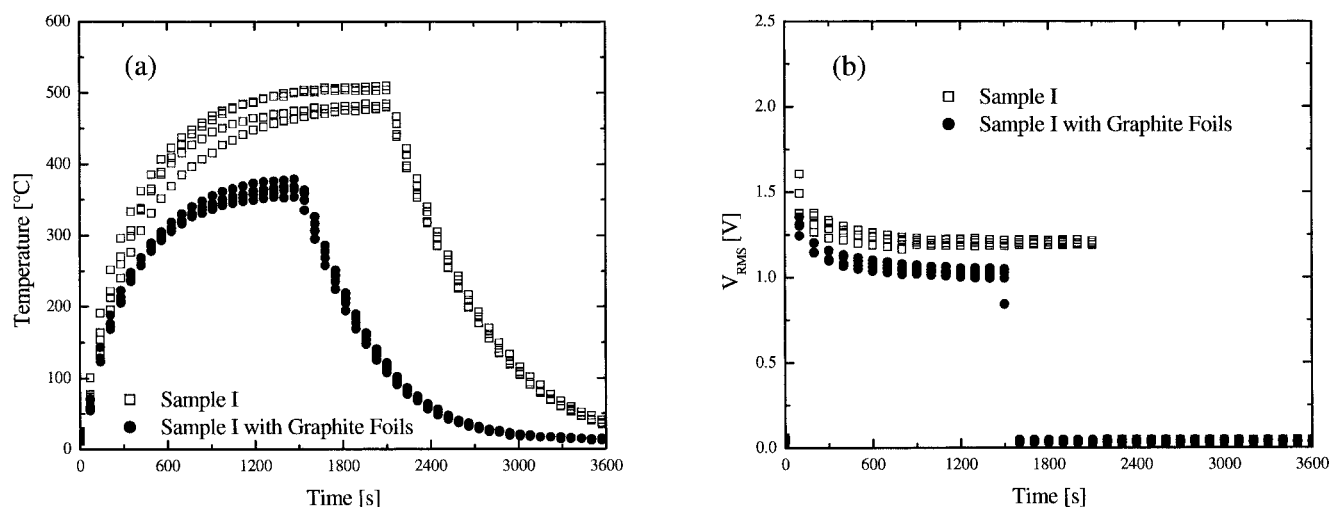 (a)
600
500
400
300
200
100
0
Temperature [°C]
Sample I
Sample I with Graphite Foils
0
600
1200
1800
2400
3000
3600
Time [s]
(b)
2.5
2.0
1.5
1.0
0.5
0.0
V_RMS [V]
Sample I
Sample I with Graphite Foils
0
600
1200
1800
2400
3000
3600
Time [s]